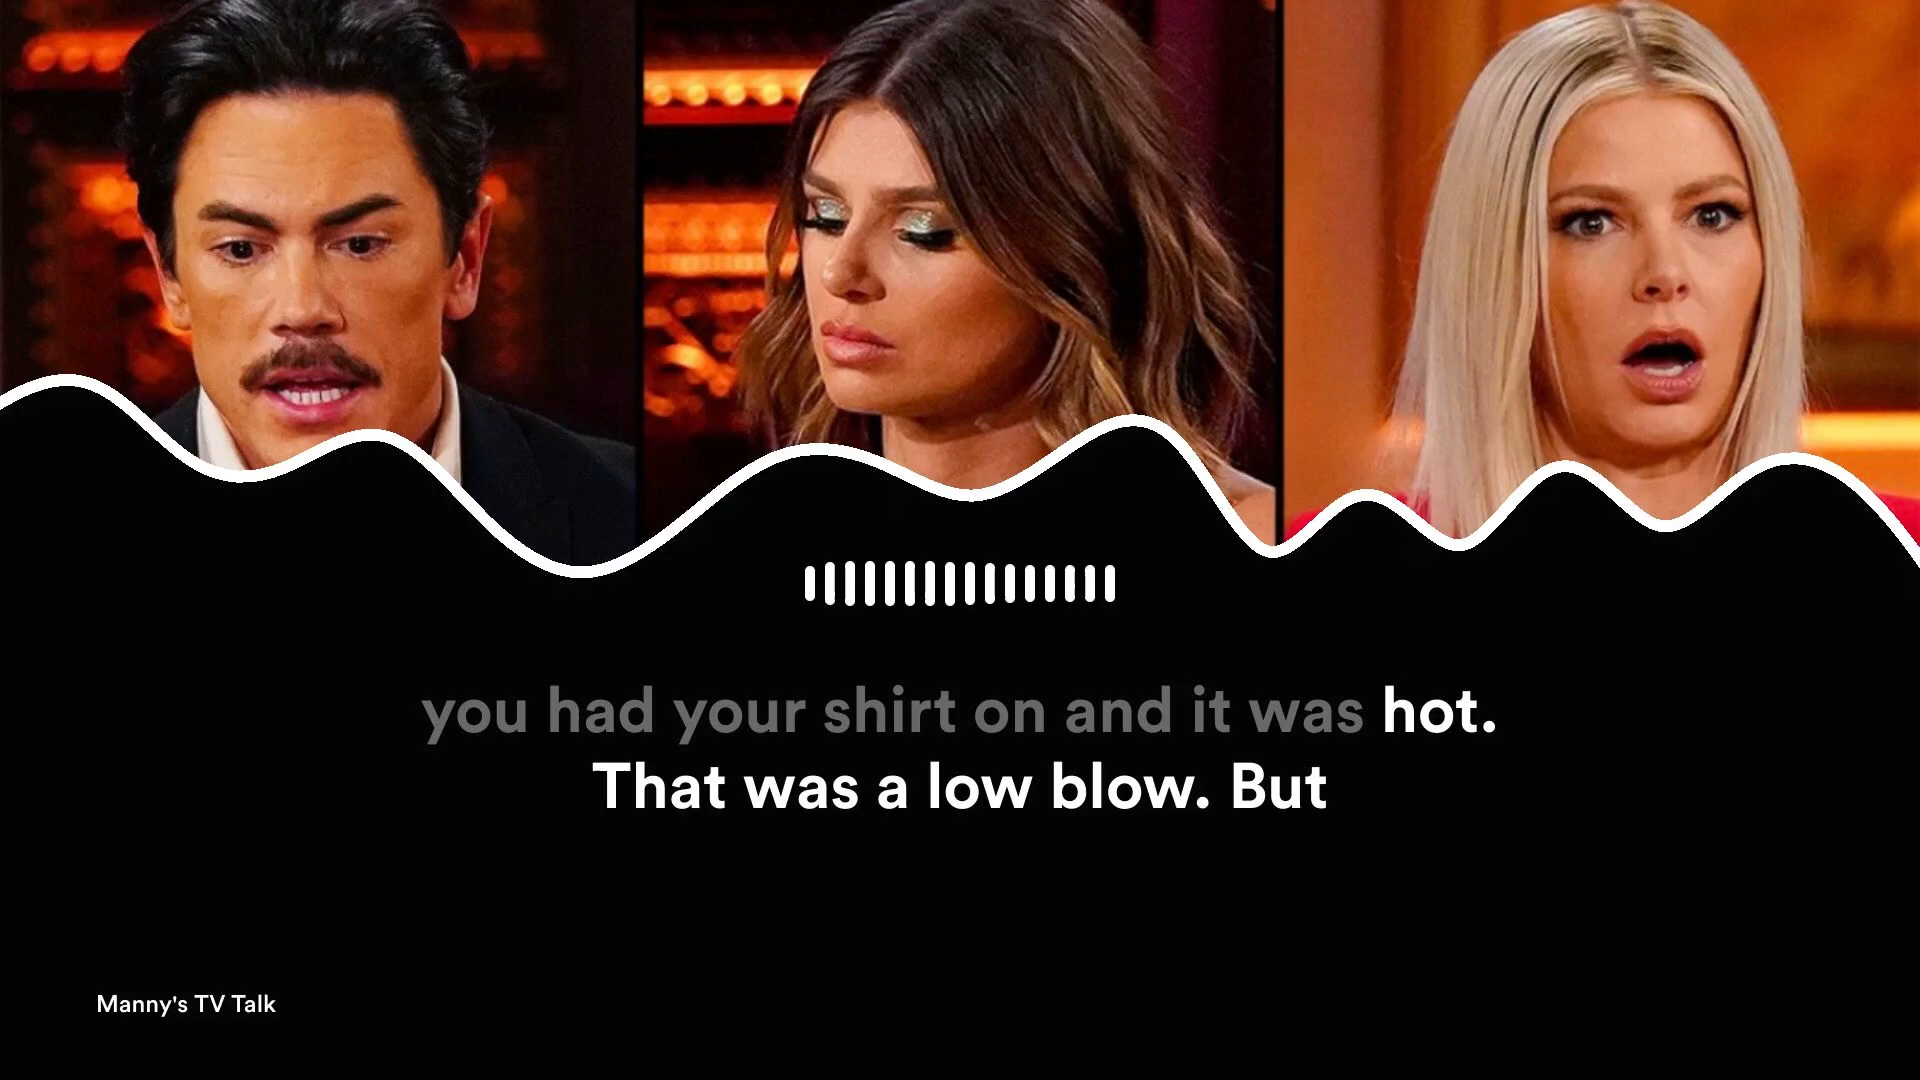 you had your shirt on and it was hot.
That was a low blow. But
Manny's TV Talk